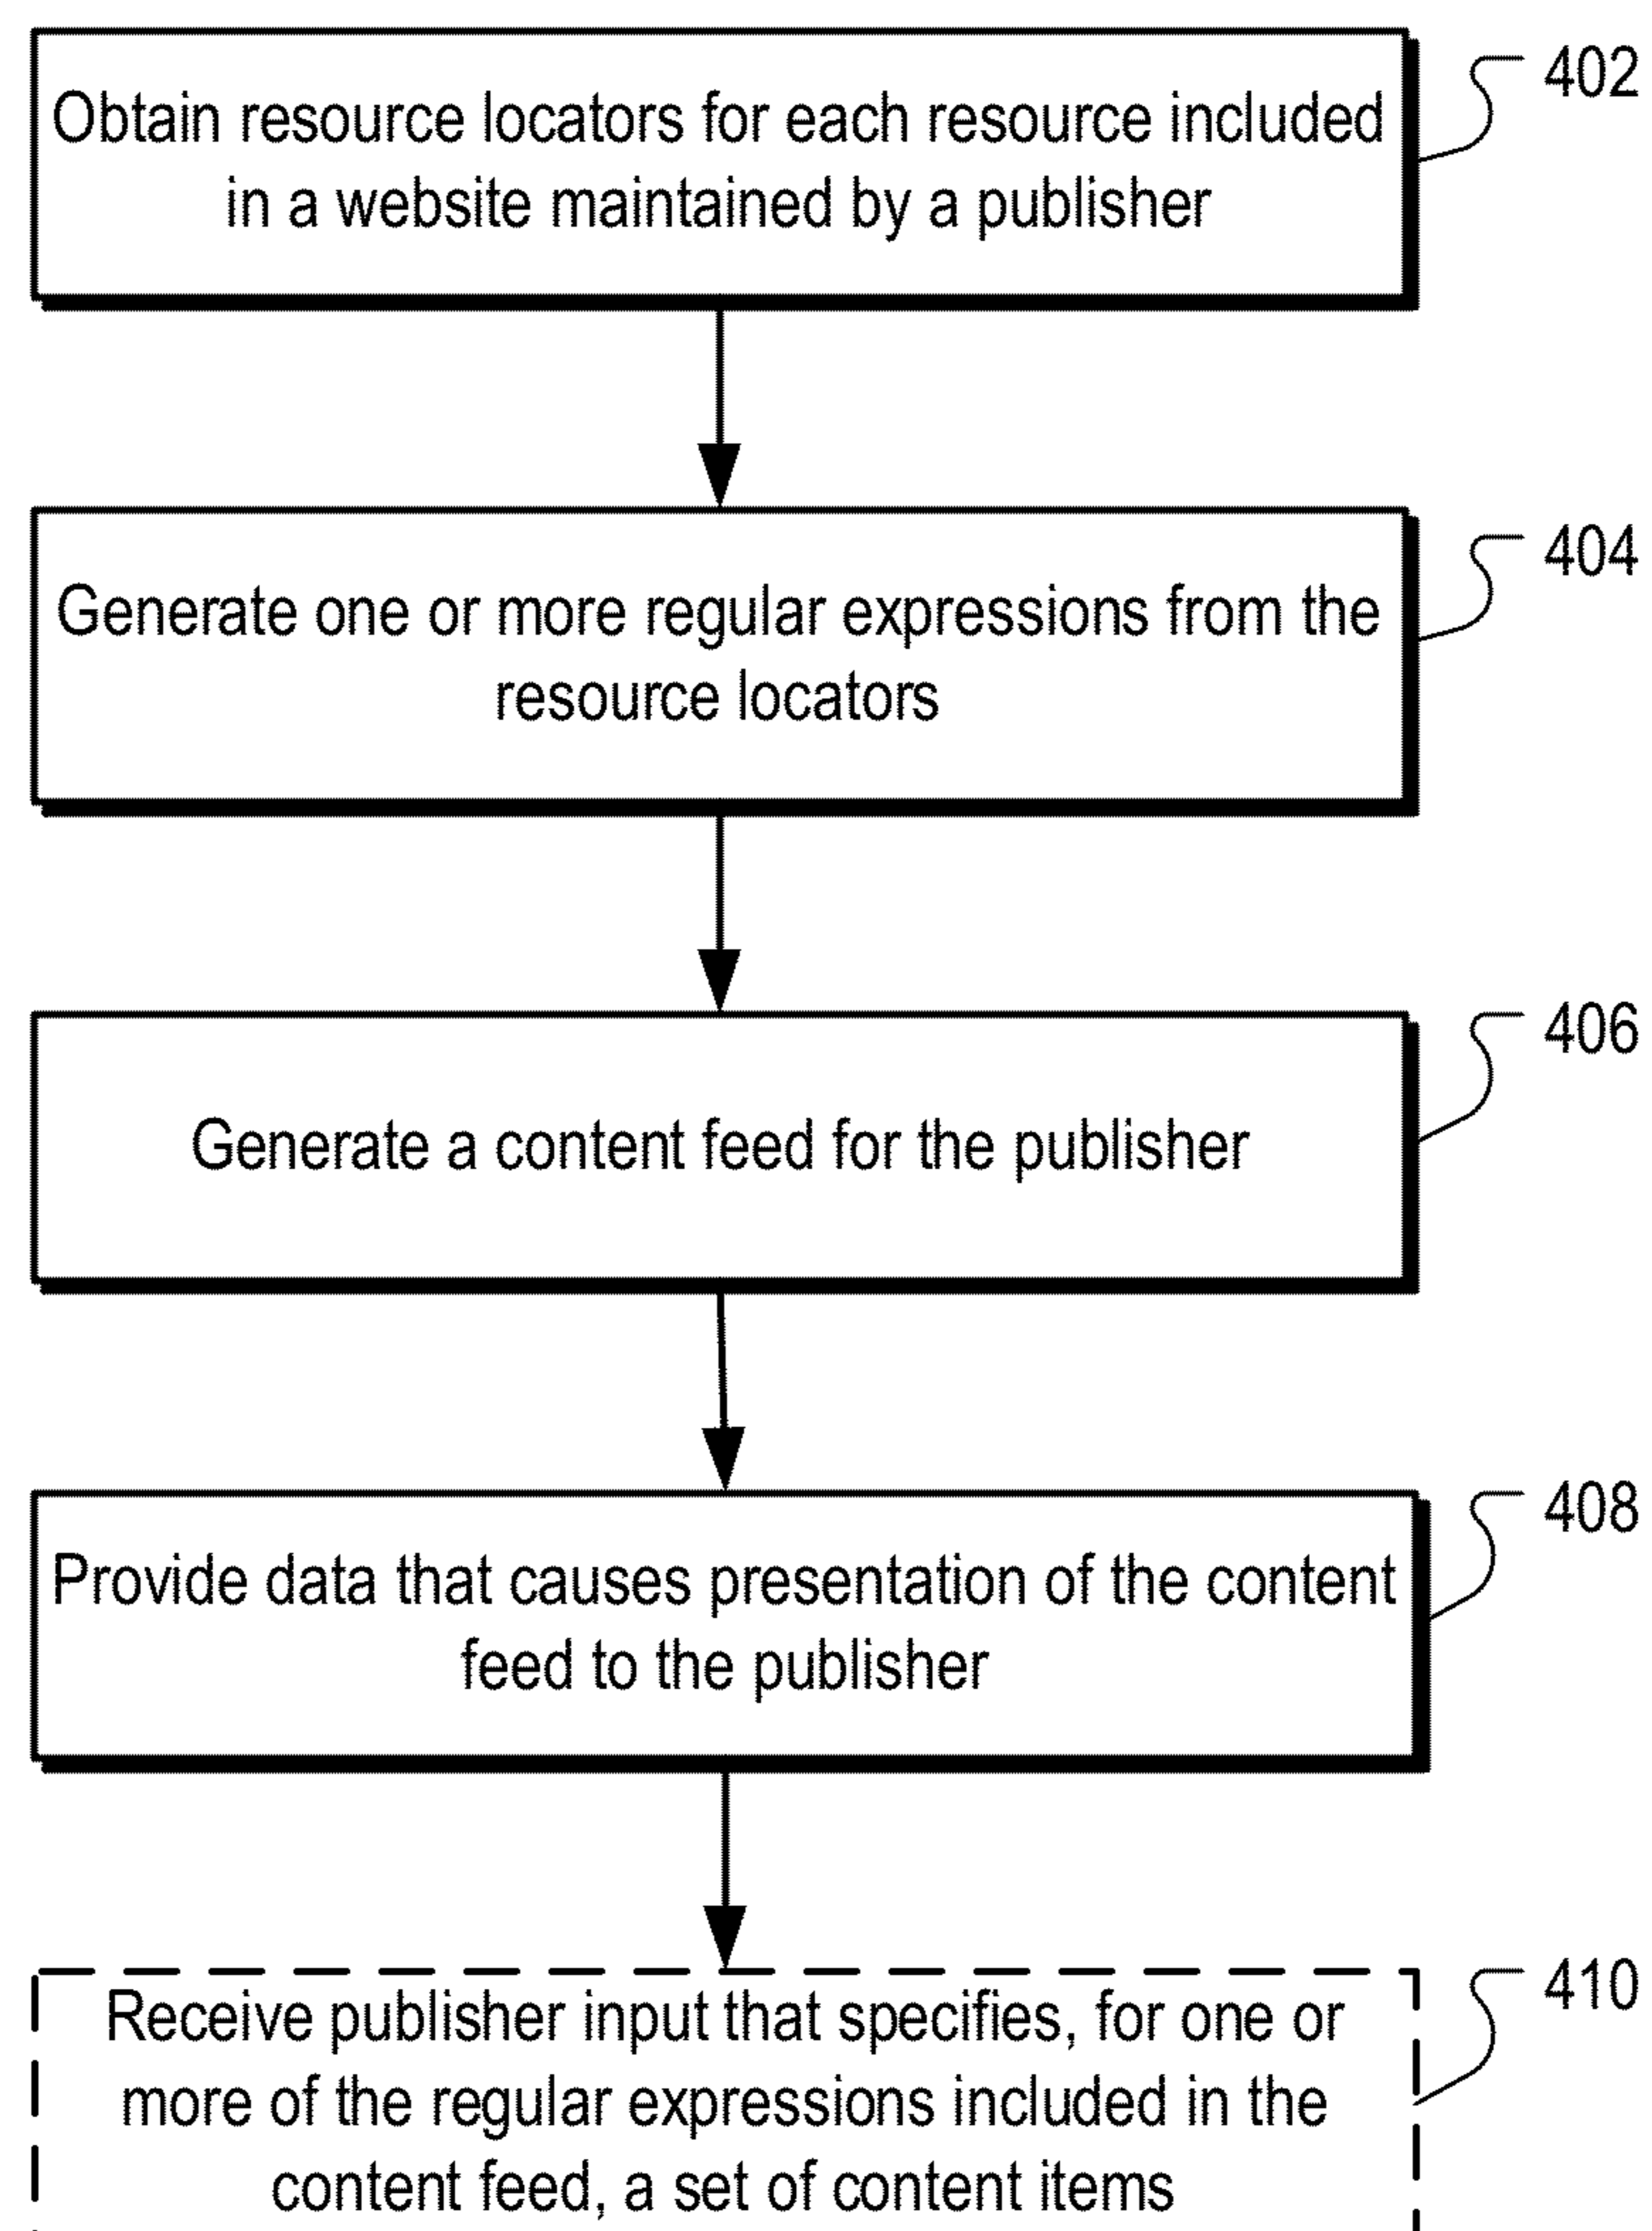 402
Obtain resource locators for each resource included
in a website maintained by a publisher
404
Generate one or more regular expressions from the
resource locators
406
Generate a content feed for the publisher
408
Provide data that causes presentation of the content
feed to the publisher
410
Receive publisher input that specifies, for one or
more of the regular expressions included in the
content feed, a set of content items